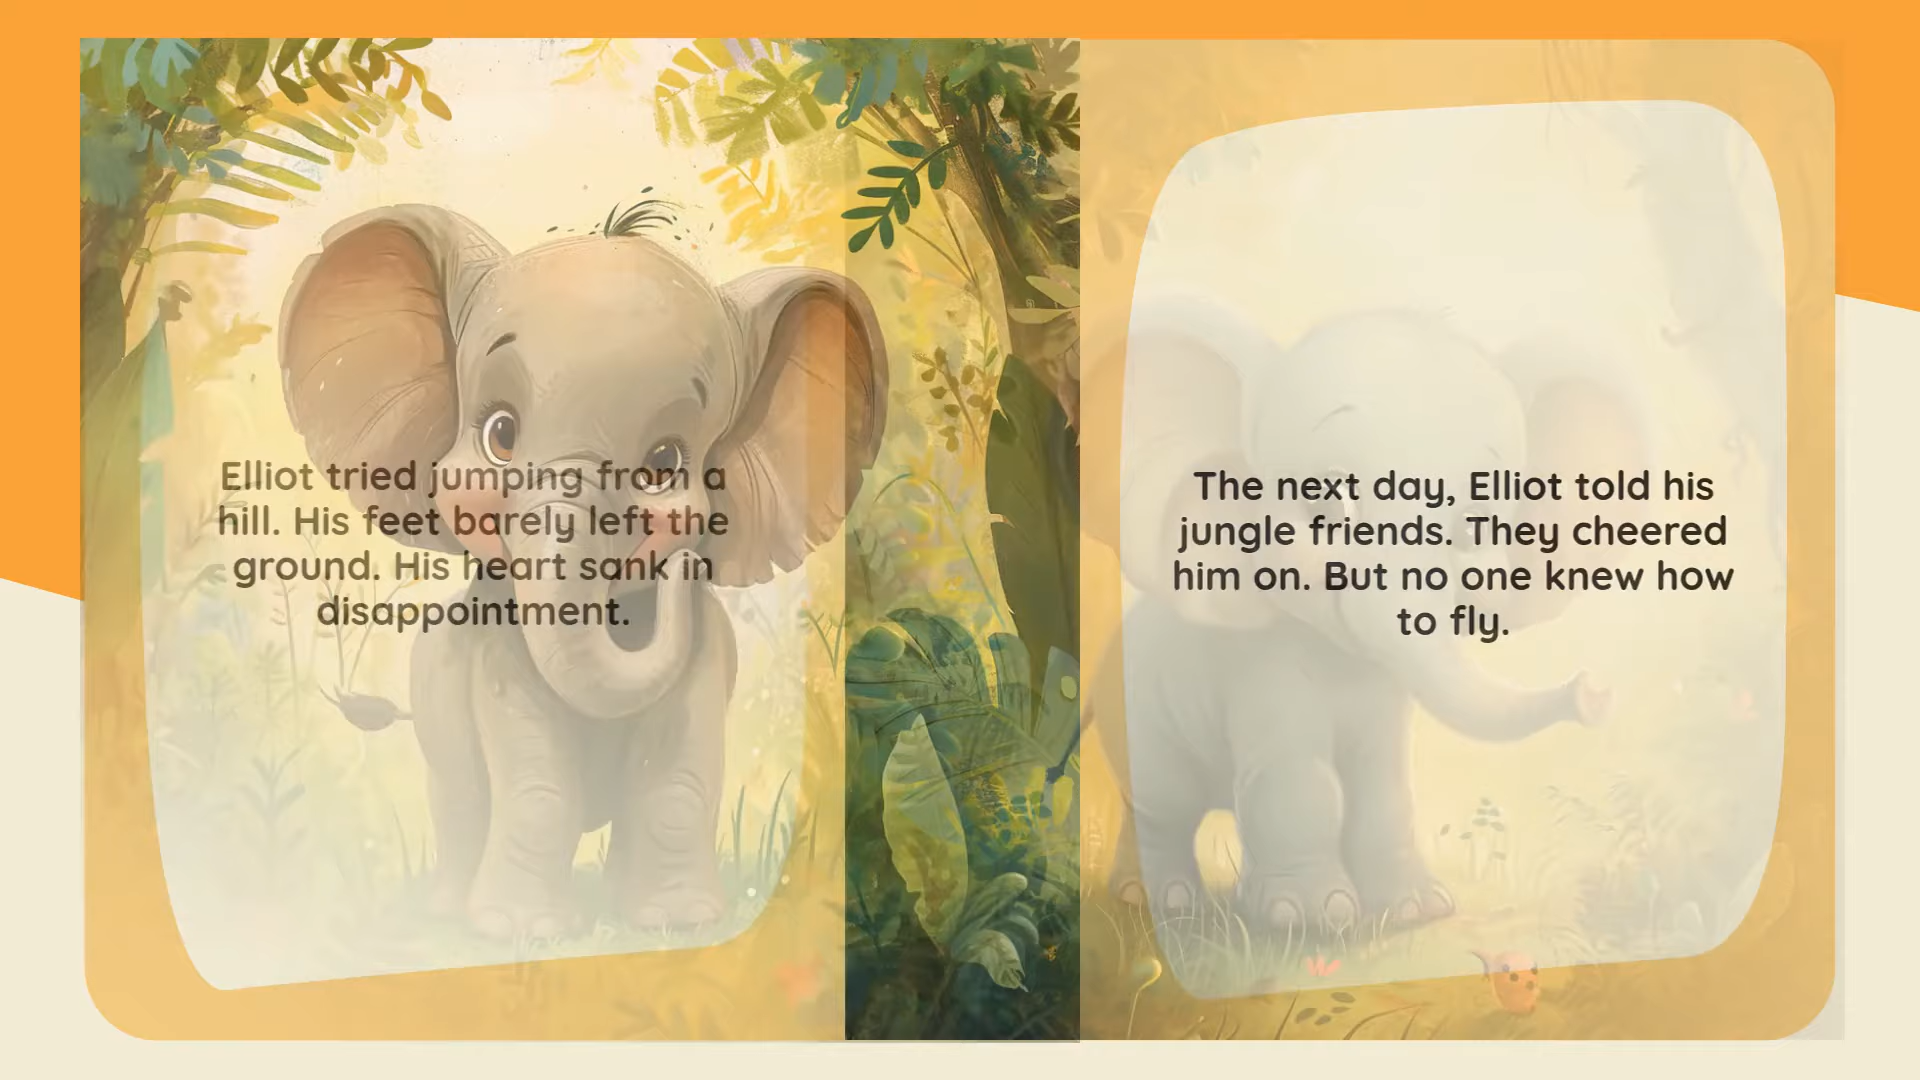 Elliot tried jumping from a
hill. His feet barely left the
ground. His heart sank in
disappointment.
The next day, Elliot told his
jungle friends. They cheered
him on. But no one knew how
to fly.